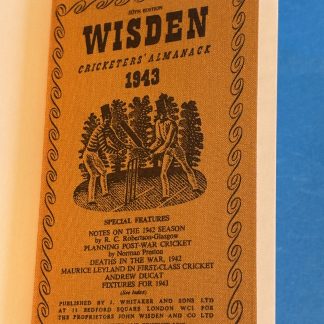 80TH EDITION
WISDEN
CRICKETERS' ALMANACK
1943
SPECIAL FEATURES
NOTES ON THE 1942 SEASON
by R. C. Robertson-Glasgow
PLANNING POST-WAR CRICKET
by Norman Preston
DEATHS IN THE WAR, 1942
MAURICE LEYLAND IN FIRST-CLASS CRICKET
ANDREW DUCAT
FIXTURES FOR 1943
(See Index)
PUBLISHED BY J. WHITAKER AND SONS LTD
AT 13 BEDFORD SQUARE LONDON WC1 FOR
THE PROPRIETORS JOHN WISDEN AND CO LTD